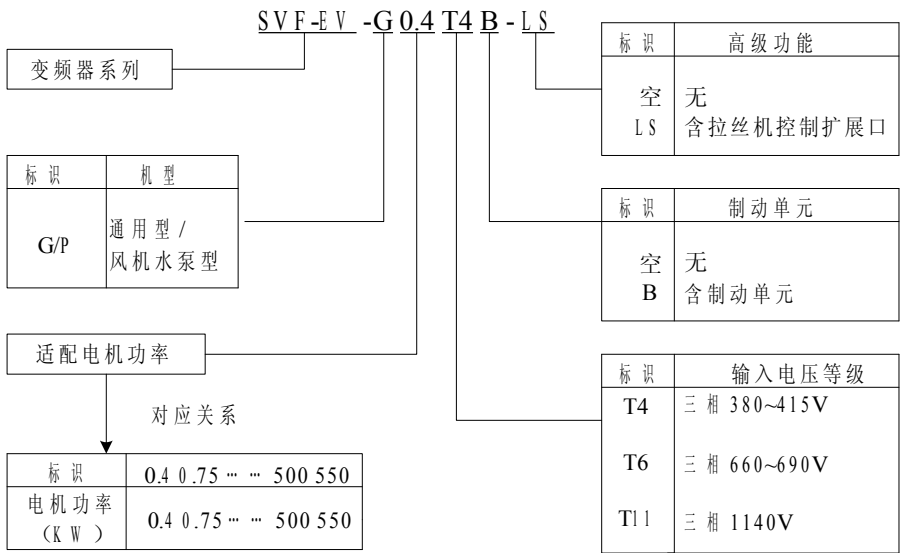 SVF-EV -G0.4T4B-LS
变频器系列
标识 高级功能
空 无
LS 含拉丝机控制扩展口
标识 机型
G/P 通用型/
风机水泵型
标识 制动单元
空 无
B 含制动单元
适配电机功率
对应关系
标识 0.4 0.75 … … 500 550
电机功率
(KW) 0.4 0.75 … … 500 550
标识 输入电压等级
T4 三相 380~415V
T6 三相 660~690V
T11 三相 1140V